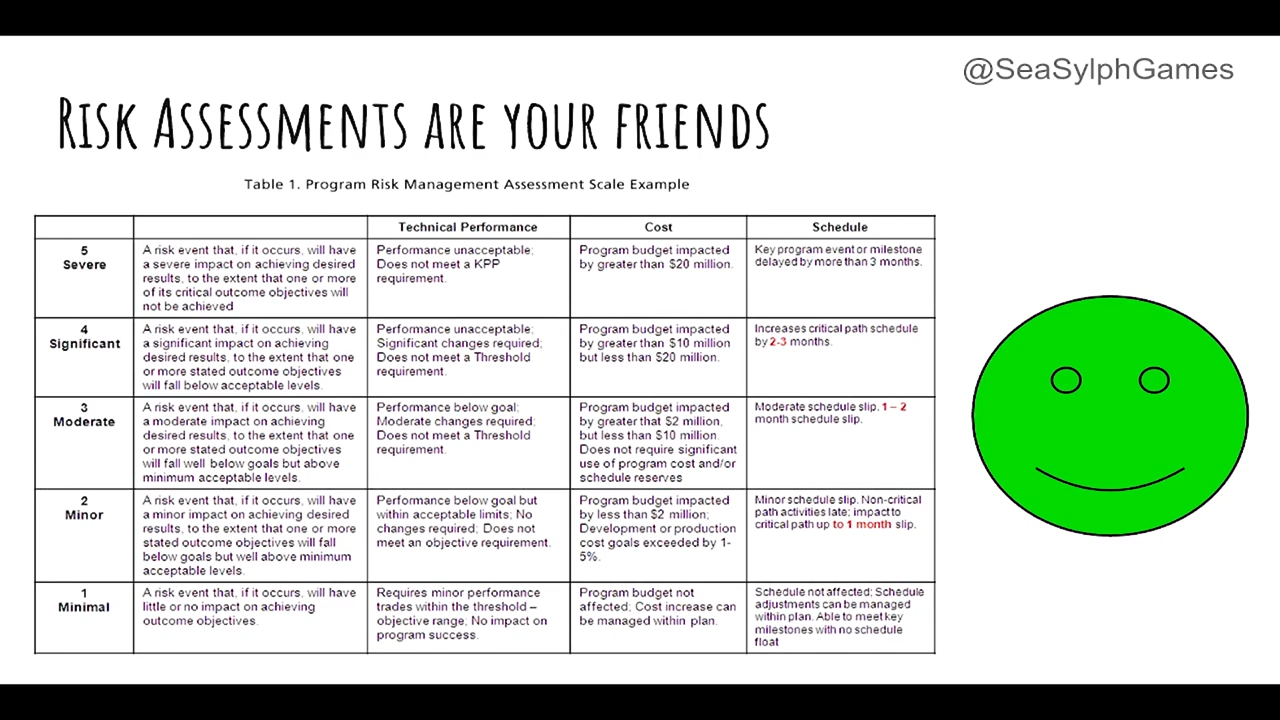 @SeaSylphGames
Risk Assessments are your friends
Table 1. Program Risk Management Assessment Scale Example
Technical Performance
Cost
Schedule
5
Severe
A risk event that, if it occurs, will have
a severe impact on achieving desired
results, to the extent that one or more
of its critical outcome objectives will
not be achieved
Performance unacceptable;
Does not meet a KPP
requirement.
Program budget impacted
by greater than $20 million.
Key program event or milestone
delayed by more than 3 months.
4
Significant
A risk event that, if it occurs, will have
a significant impact on achieving
desired results, to the extent that one
or more stated outcome objectives
will fall below acceptable levels.
Performance unacceptable;
Significant changes required;
Does not meet a Threshold
requirement.
Program budget impacted
by greater than $10 million
but less than $20 million.
Increases critical path schedule
by 2-3 months.
3
Moderate
A risk event that, if it occurs, will have
a moderate impact on achieving
desired results, to the extent that one
or more stated outcome objectives
will fall well below goals but above
minimum acceptable levels.
Performance below goal;
Moderate changes required;
Does not meet a Threshold
requirement.
Program budget impacted
by greater that $2 million,
but less than $10 million.
Does not require significant
use of program cost and/or
schedule reserves
Moderate schedule slip. 1 – 2
month schedule slip.
2
Minor
A risk event that, if it occurs, will have
a minor impact on achieving desired
results, to the extent that one or more
stated outcome objectives will fall
below goals but well above minimum
acceptable levels.
Performance below goal but
within acceptable limits; No
changes required; Does not
meet an objective requirement.
Program budget impacted
by less than $2 million;
Development or production
cost goals exceeded by 1-
5%.
Minor schedule slip. Non-critical
path activities late; impact to
critical path up to 1 month slip.
1
Minimal
A risk event that, if it occurs, will have
little or no impact on achieving
outcome objectives.
Requires minor performance
trades within the threshold –
objective range; No impact on
program success.
Program budget not
affected; Cost increase can
be managed within plan.
Schedule not affected; Schedule
adjustments can be managed
within plan. Able to meet key
milestones with no schedule
float